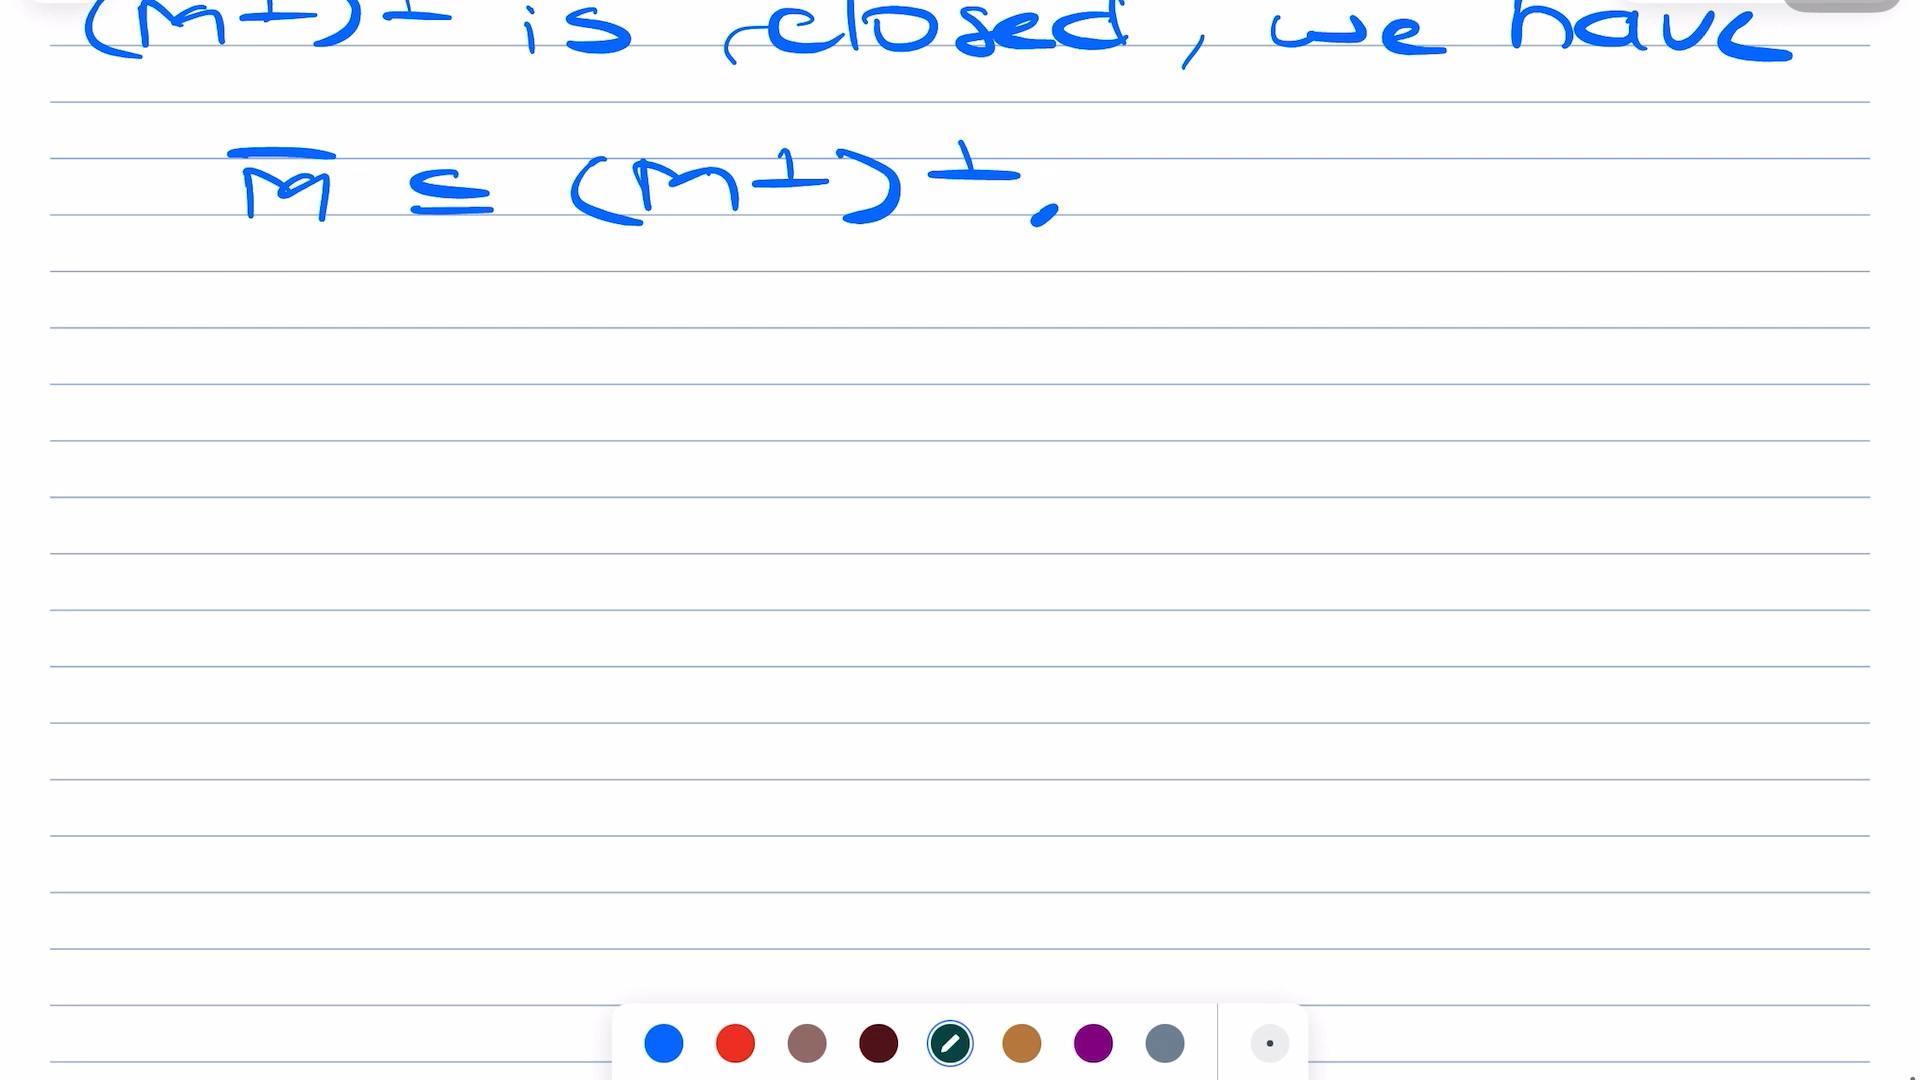 (M⊥)⊥ is closed, we have
M̅ ⊆ (M⊥)⊥.